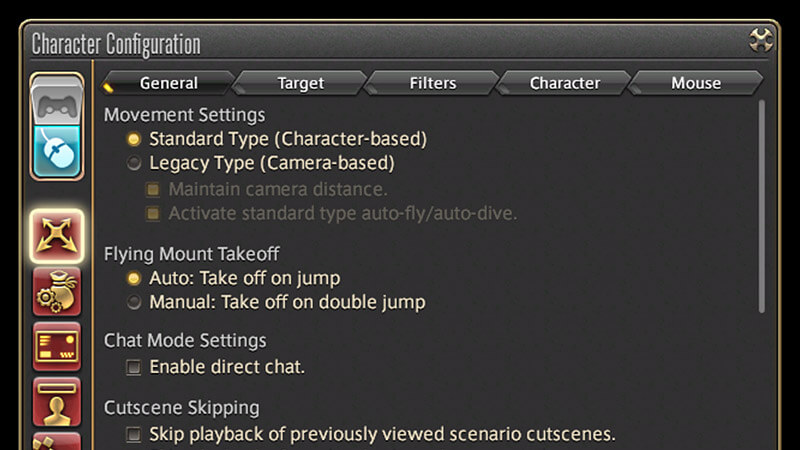 Character Configuration
General
Target
Filters
Character
Mouse
Movement Settings
Standard Type (Character-based)
Legacy Type (Camera-based)
Maintain camera distance.
Activate standard type auto-fly/auto-dive.
Flying Mount Takeoff
Auto: Take off on jump
Manual: Take off on double jump
Chat Mode Settings
Enable direct chat.
Cutscene Skipping
Skip playback of previously viewed scenario cutscenes.